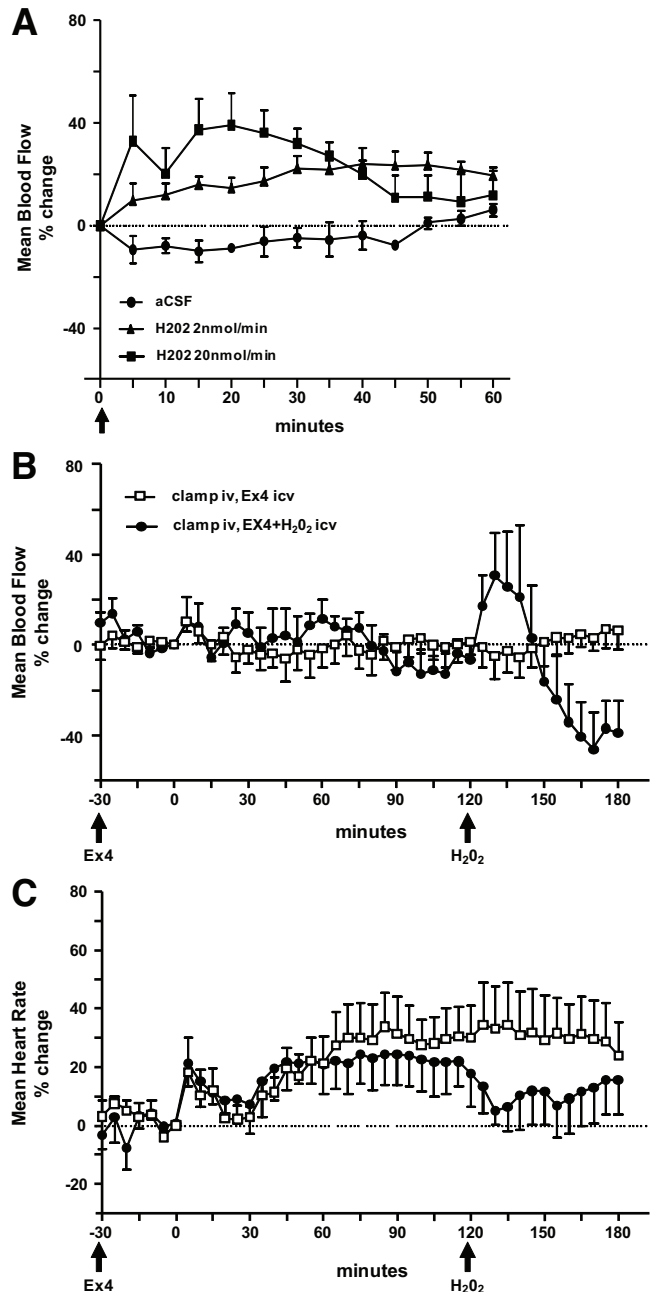 A
80
40
0
-40
Mean Blood Flow
% change
aCSF
H202 2nmol/min
H202 20nmol/min
0 10 20 30 40 50 60
minutes
B
80
40
0
-40
Mean Blood Flow
% change
clamp iv, Ex4 icv
clamp iv, EX4+H₂0₂ icv
-30 0 30 60 90 120 150 180
minutes
Ex4
H₂0₂
C
80
60
40
20
0
-20
Mean Heart Rate
% change
-30 0 30 60 90 120 150 180
minutes
Ex4
H₂0₂